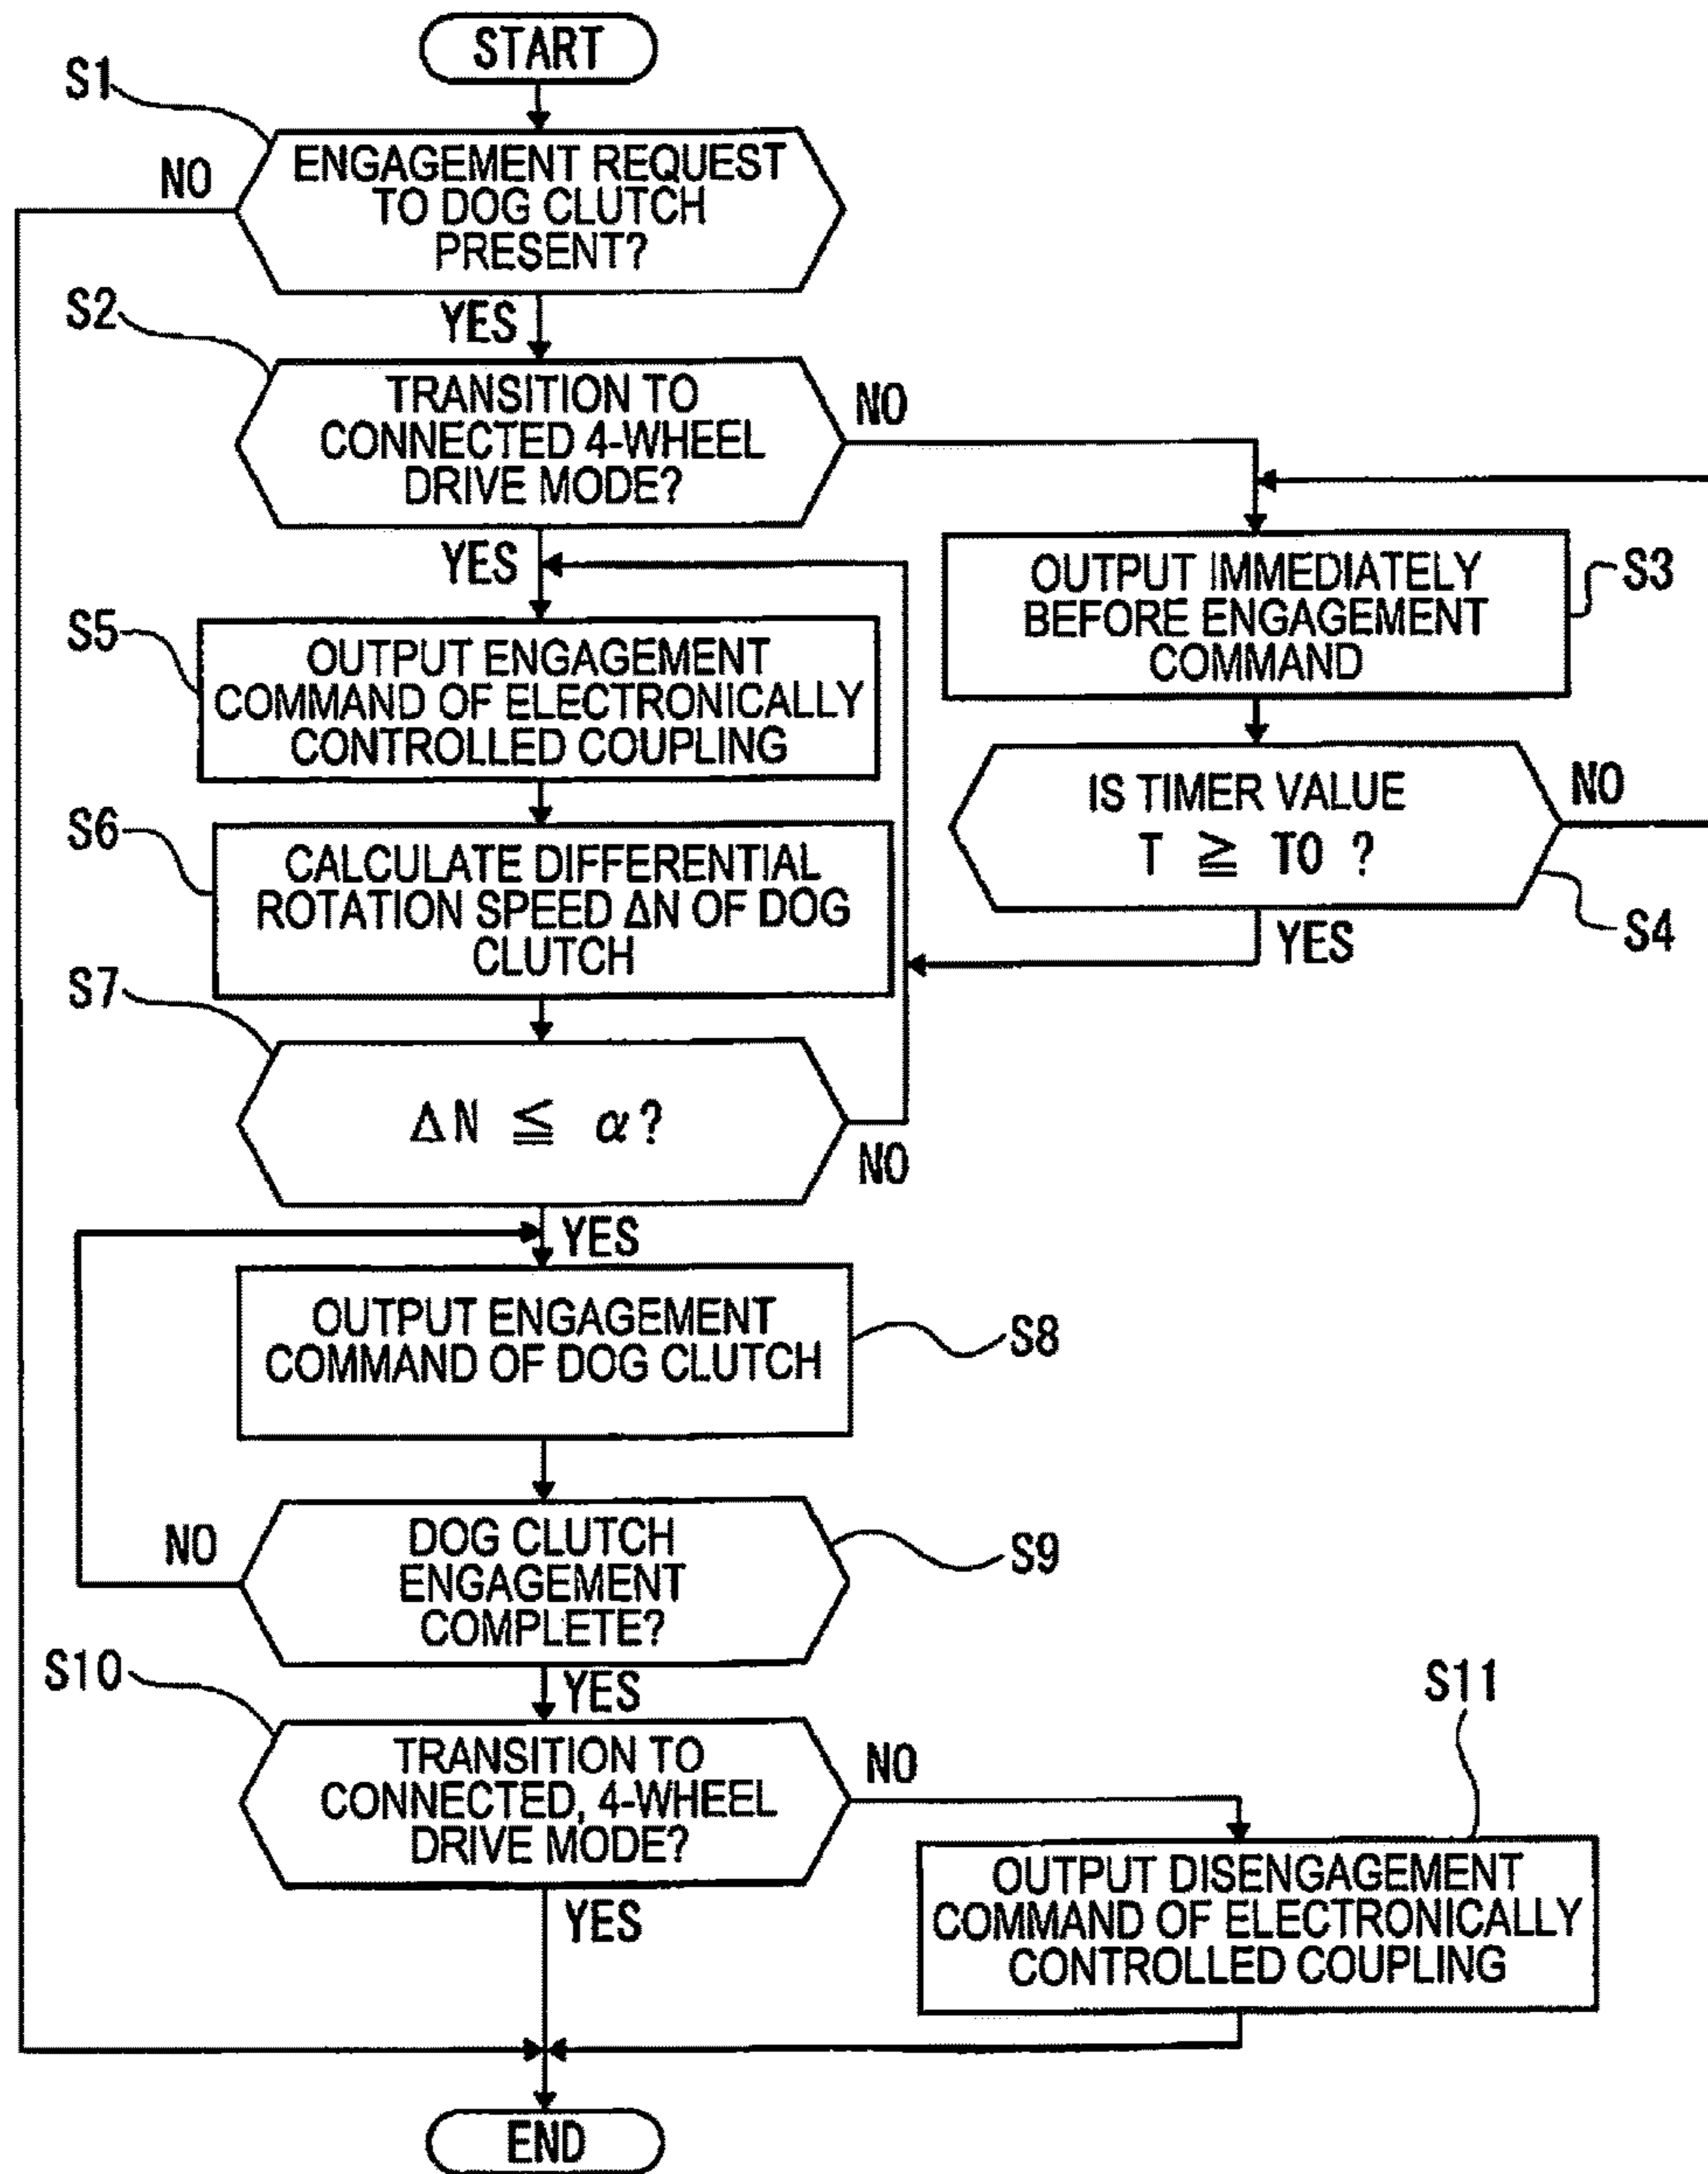 START
S1
NO
ENGAGEMENT REQUEST
TO DOG CLUTCH
PRESENT?
YES
S2
TRANSITION TO
CONNECTED 4-WHEEL
DRIVE MODE?
NO
YES
OUTPUT IMMEDIATELY
BEFORE ENGAGEMENT
COMMAND
S3
S5
OUTPUT ENGAGEMENT
COMMAND OF ELECTRONICALLY
CONTROLLED COUPLING
IS TIMER VALUE
T ≧ T0 ?
NO
S4
YES
S6
CALCULATE DIFFERENTIAL
ROTATION SPEED ΔN OF DOG
CLUTCH
S7
ΔN ≦ α?
NO
YES
OUTPUT ENGAGEMENT
COMMAND OF DOG CLUTCH
S8
NO
DOG CLUTCH
ENGAGEMENT
COMPLETE?
S9
YES
S10
TRANSITION TO
CONNECTED, 4-WHEEL
DRIVE MODE?
NO
S11
YES
OUTPUT DISENGAGEMENT
COMMAND OF ELECTRONICALLY
CONTROLLED COUPLING
END